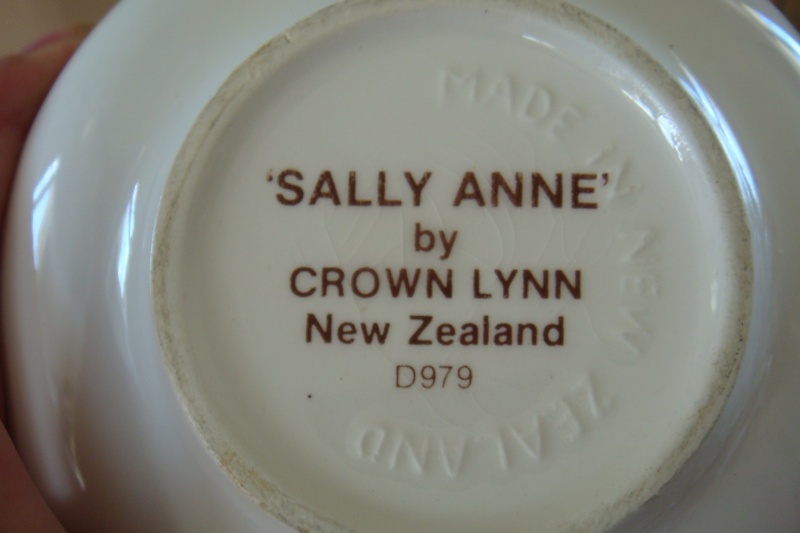 'SALLY ANNE'
by
CROWN LYNN
New Zealand
D979
MADE IN NEW ZEALAND